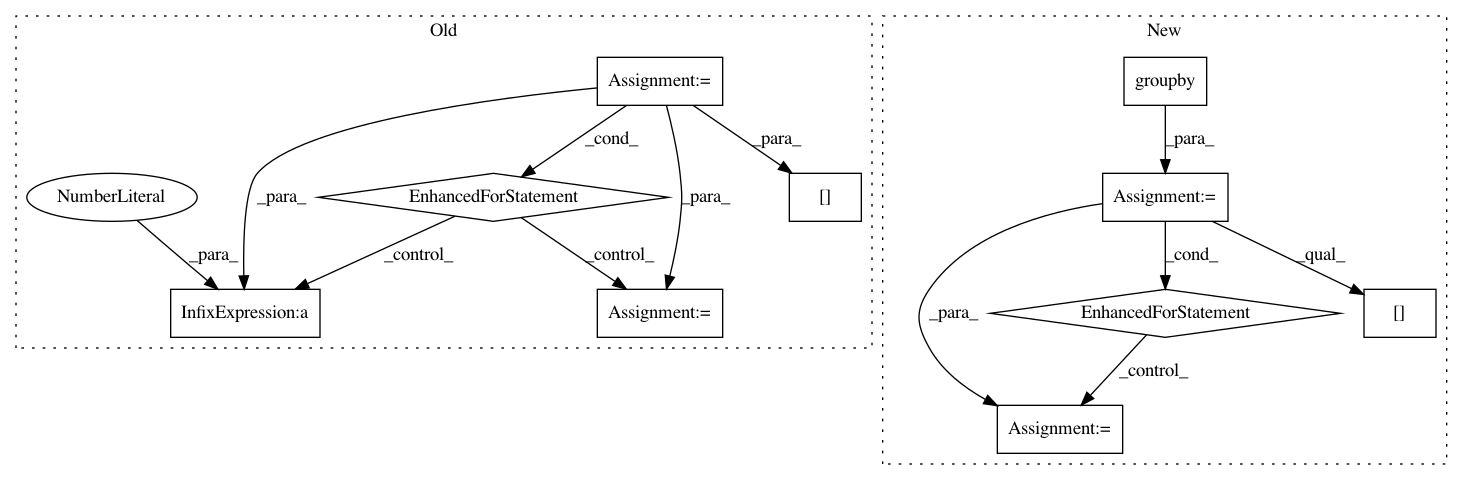 Old
New
Assignment:=
groupby
_cond_
_para_
_para_
NumberLiteral
_para_
EnhancedForStatement
_para_
[]
Assignment:=
_para_
_control_
_control_
_cond_
_qual_
InfixExpression:a
Assignment:=
_para_
EnhancedForStatement
[]
_control_
Assignment:=